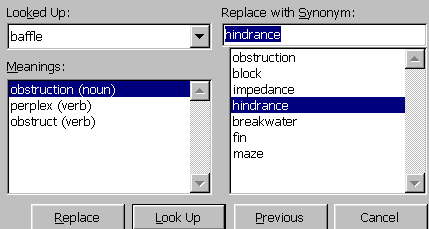 Looked Up:
baffle
Meanings:
obstruction (noun)
perplex (verb)
obstruct (verb)
Replace with Synonym:
hindrance
obstruction
block
impedance
hindrance
breakwater
fin
maze
Replace
Look Up
Previous
Cancel